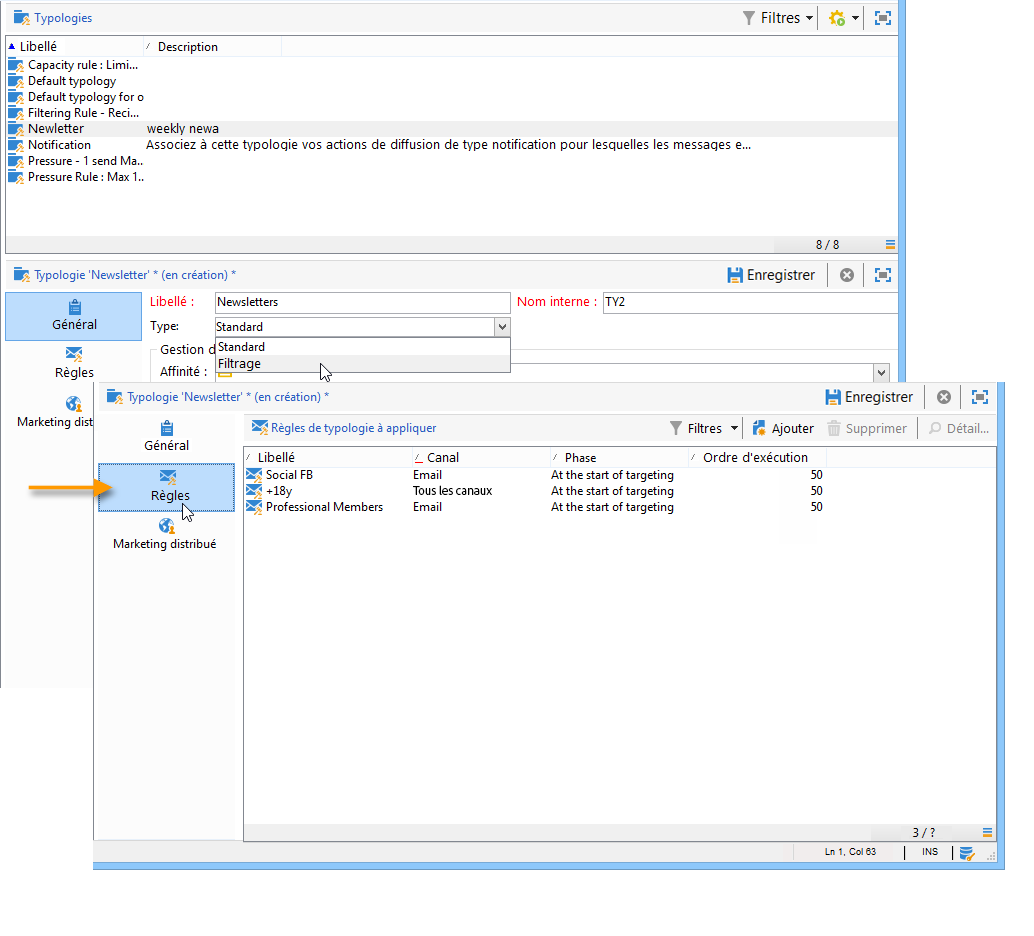 Typologies Filtres
Libellé Description
Capacity rule : Limi...
Default typology
Default typology for o
Filtering Rule - Reci...
Newletter weekly newa
Notification Associez à cette typologie vos actions de diffusion de type notification pour lesquelles les messages e...
Pressure - 1 send Ma..
Pressure Rule : Max 1..
8 / 8
Typologie 'Newsletter' * (en création) * Enregistrer
Général
Libellé : Newsletters Nom interne : TY2
Type: Standard
Standard
Gestion d
Filtrage
Règles
Affinité :
Marketing dist
Typologie 'Newsletter' * (en création) * Enregistrer
Général
Règles
Marketing distribué
Règles de typologie à appliquer Filtres Ajouter Supprimer Détail...
Libellé Canal Phase Ordre d'exécution
Social FB Email At the start of targeting 50
+18y Tous les canaux At the start of targeting 50
Professional Members Email At the start of targeting 50
3 / ?
Ln 1, Col 63 INS